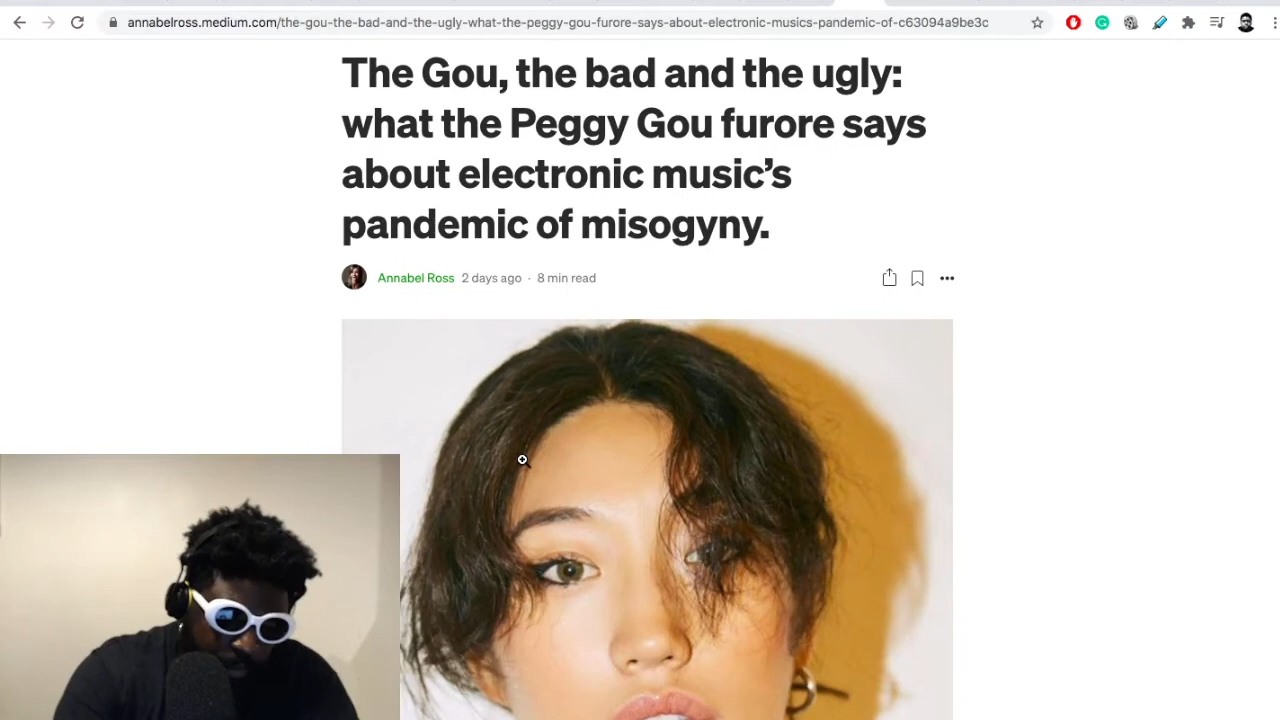 annabelross.medium.com/the-gou-the-bad-and-the-ugly-what-the-peggy-gou-furore-says-about-electronic-musics-pandemic-of-c63094a9be3c
The Gou, the bad and the ugly:
what the Peggy Gou furore says
about electronic music’s
pandemic of misogyny.
Annabel Ross 2 days ago · 8 min read